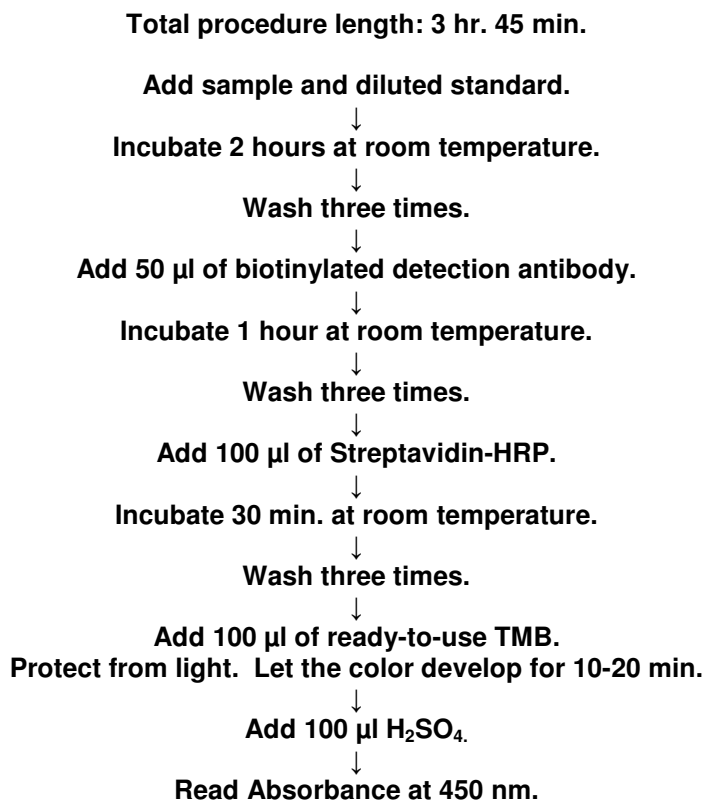 Total procedure length: 3 hr. 45 min.
Add sample and diluted standard.
↓
Incubate 2 hours at room temperature.
↓
Wash three times.
↓
Add 50 µl of biotinylated detection antibody.
↓
Incubate 1 hour at room temperature.
↓
Wash three times.
↓
Add 100 µl of Streptavidin-HRP.
↓
Incubate 30 min. at room temperature.
↓
Wash three times.
↓
Add 100 µl of ready-to-use TMB.
Protect from light. Let the color develop for 10-20 min.
↓
Add 100 µl H₂SO₄.
↓
Read Absorbance at 450 nm.